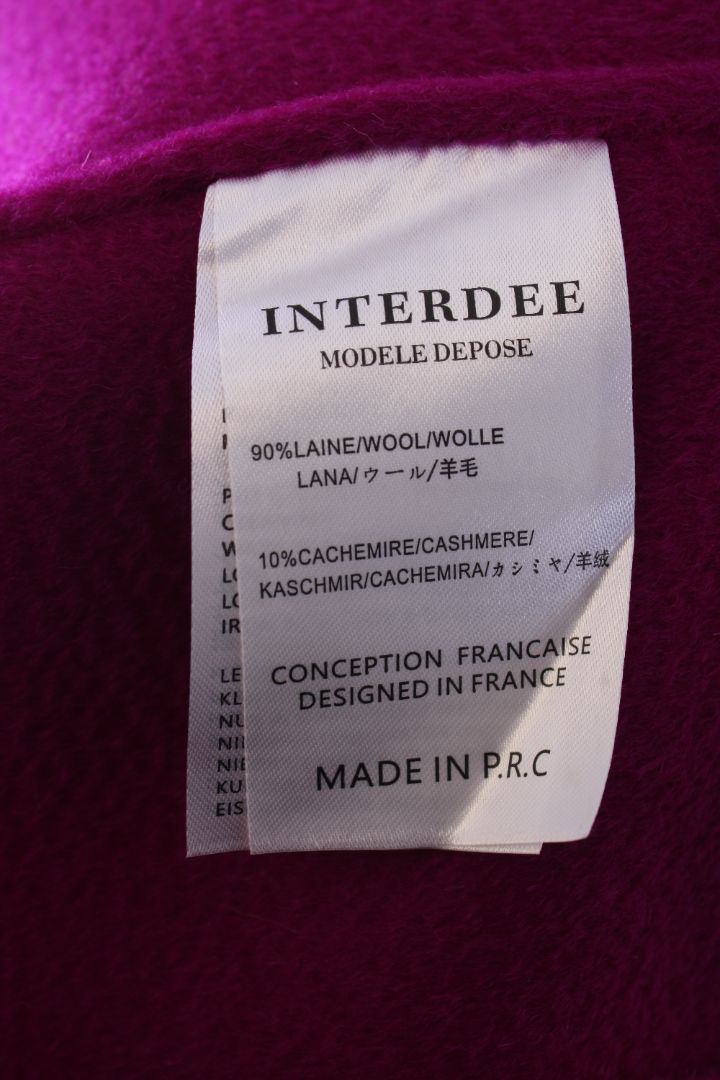 INTERDEE
MODELE DEPOSE
90%LAINE/WOOL/WOLLE
LANA/ウール/羊毛
10%CACHEMIRE/CASHMERE/
KASCHMIR/CACHEMIRA/カシミヤ/羊绒
CONCEPTION FRANCAISE
DESIGNED IN FRANCE
MADE IN P.R.C